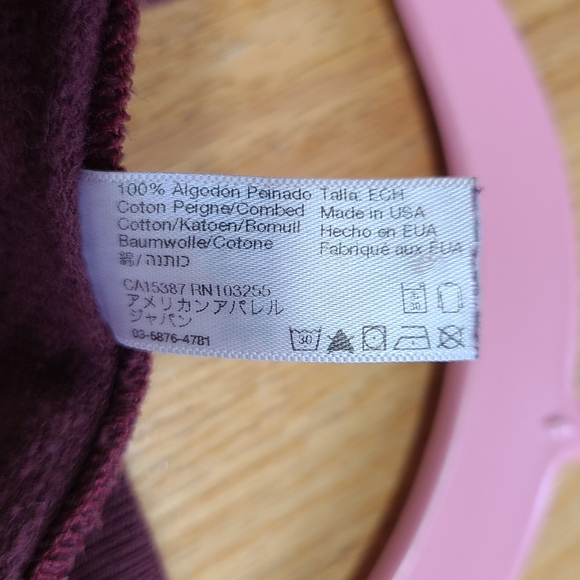 100% Algodón Peinado
Coton Peigne/Combed
Cotton/Katoen/Bomull
Baumwolle/Cotone
綿/כותנה
Talla: ECH
Made in USA
Hecho en EUA
Fabriqué aux EUA
CA15387 RN103255
アメリカンアパレル
ジャパン
03-5876-4781
30